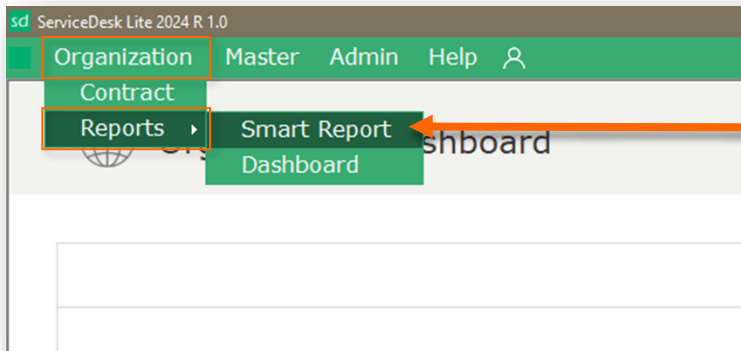 sd ServiceDesk Lite 2024 R 1.0
Organization Master Admin Help
Contract
Reports Smart Report
shboard
Dashboard